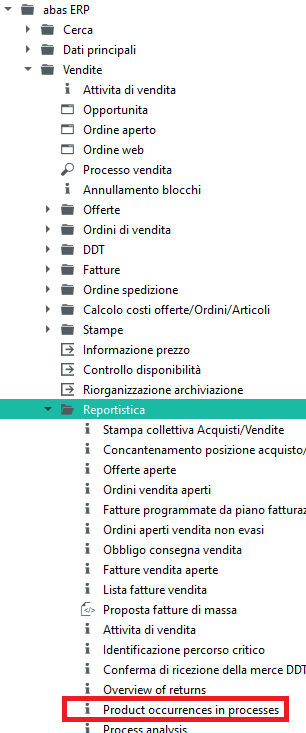 abas ERP
Cerca
Dati principali
Vendite
Attivita di vendita
Opportunita
Ordine aperto
Ordine web
Processo vendita
Annullamento blocchi
Offerte
Ordini di vendita
DDT
Fatture
Ordine spedizione
Calcolo costi offerte/Ordini/Articoli
Stampe
Informazione prezzo
Controllo disponibilità
Riorganizzazione archiviazione
Reportistica
Stampa collettiva Acquisti/Vendite
Concantenamento posizione acquisto/
Offerte aperte
Ordini vendita aperti
Fatture programmate da piano fatturaz
Ordini aperti vendita non evasi
Obbligo consegna vendita
Fatture vendita aperte
Lista fatture vendita
Proposta fatture di massa
Attivita di vendita
Identificazione percorso critico
Conferma di ricezione della merce DDT
Overview of returns
Product occurrences in processes
Process analysis